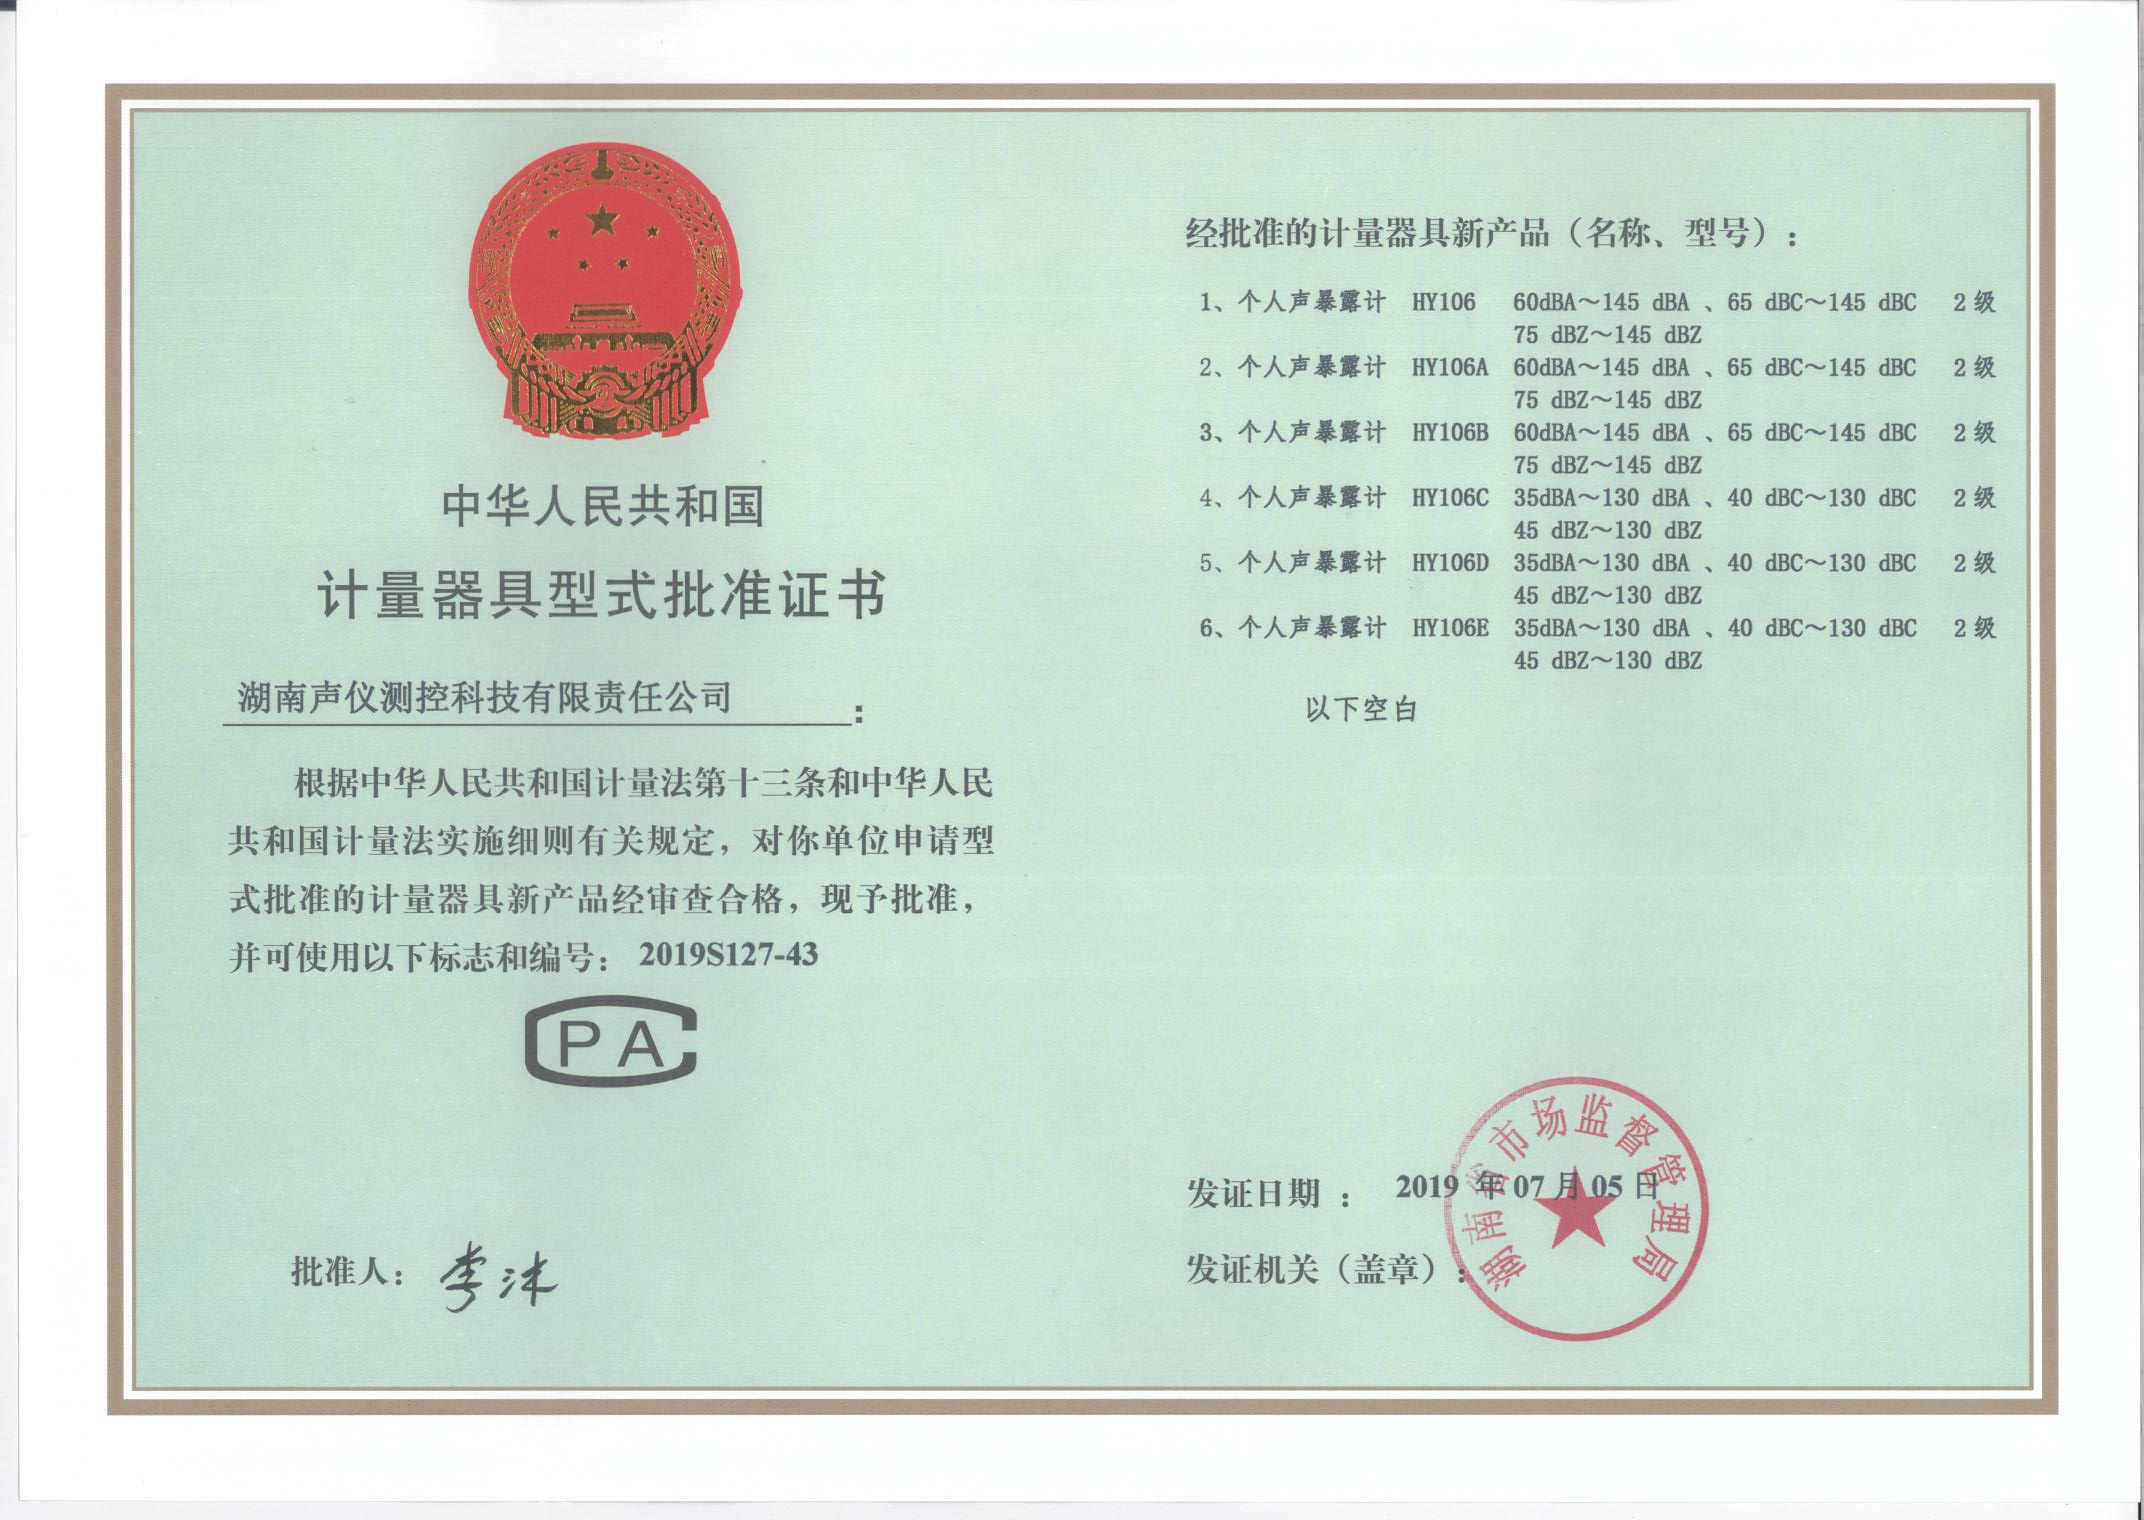 中华人民共和国
计量器具型式批准证书
湖南声仪测控科技有限责任公司：
根据中华人民共和国计量法第十三条和中华人民
共和国计量法实施细则有关规定，对你单位申请型
式批准的计量器具新产品经审查合格，现予批准，
并可使用以下标志和编号： 2019S127-43
PA
批准人：
经批准的计量器具新产品（名称、型号）：
1、个人声暴露计 HY106 60dBA～145 dBA 、65 dBC～145 dBC 2级
75 dBZ～145 dBZ
2、个人声暴露计 HY106A 60dBA～145 dBA 、65 dBC～145 dBC 2级
75 dBZ～145 dBZ
3、个人声暴露计 HY106B 60dBA～145 dBA 、65 dBC～145 dBC 2级
75 dBZ～145 dBZ
4、个人声暴露计 HY106C 35dBA～130 dBA 、40 dBC～130 dBC 2级
45 dBZ～130 dBZ
5、个人声暴露计 HY106D 35dBA～130 dBA 、40 dBC～130 dBC 2级
45 dBZ～130 dBZ
6、个人声暴露计 HY106E 35dBA～130 dBA 、40 dBC～130 dBC 2级
45 dBZ～130 dBZ
以下空白
发证日期 ： 2019 年 07 月 05 日
发证机关（盖章）：
湖南省市场监督管理局